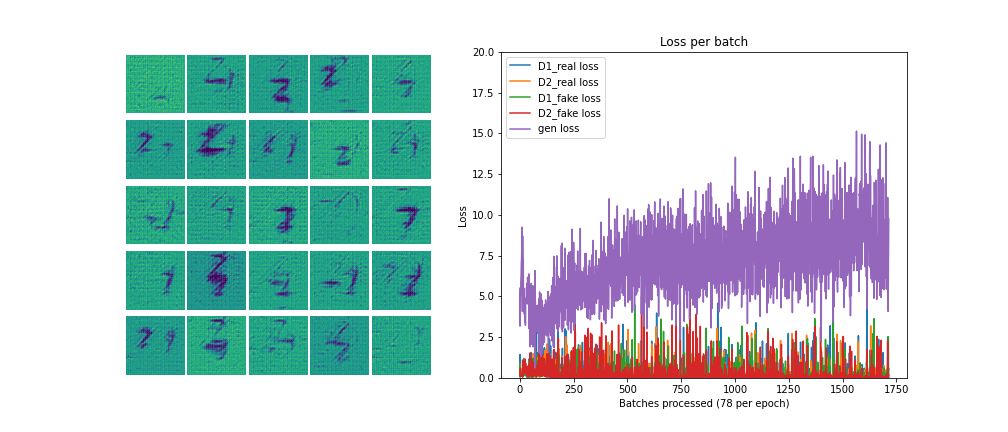 Loss per batch
20.0
17.5
15.0
12.5
10.0
7.5
5.0
2.5
0.0
Loss
D1_real loss
D2_real loss
D1_fake loss
D2_fake loss
gen loss
0 250 500 750 1000 1250 1500 1750
Batches processed (78 per epoch)